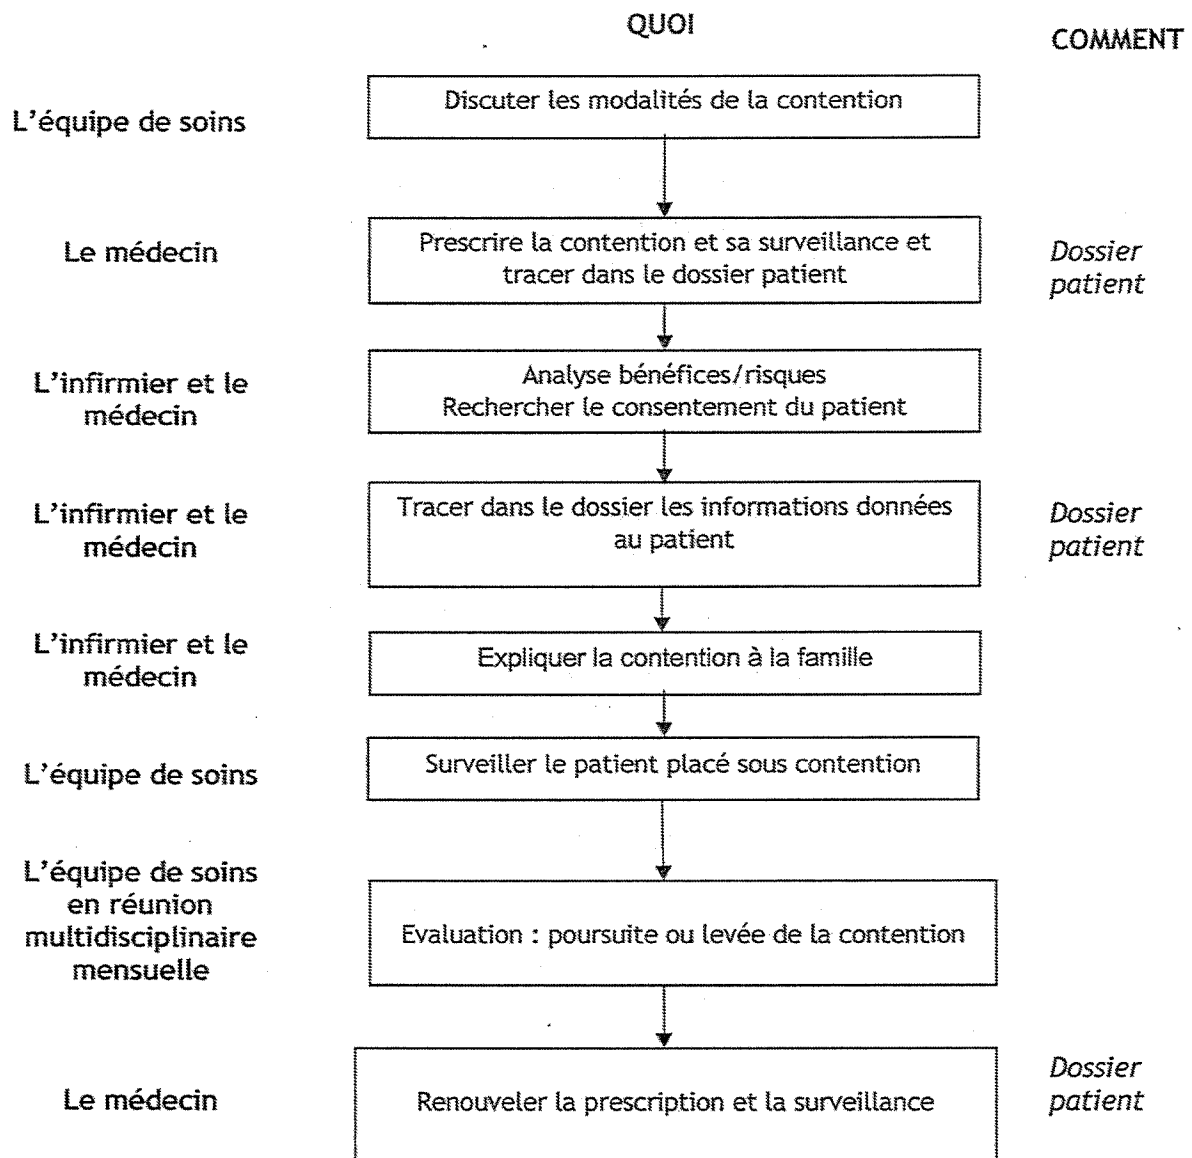 QUOI
COMMENT
L'équipe de soins
Discuter les modalités de la contention
Le médecin
Prescrire la contention et sa surveillance et
tracer dans le dossier patient
Dossier
patient
L'infirmier et le
médecin
Analyse bénéfices/risques
Rechercher le consentement du patient
L'infirmier et le
médecin
Tracer dans le dossier les informations données
au patient
Dossier
patient
L'infirmier et le
médecin
Expliquer la contention à la famille
L'équipe de soins
Surveiller le patient placé sous contention
L'équipe de soins
en réunion
multidisciplinaire
mensuelle
Evaluation : poursuite ou levée de la contention
Le médecin
Renouveler la prescription et la surveillance
Dossier
patient